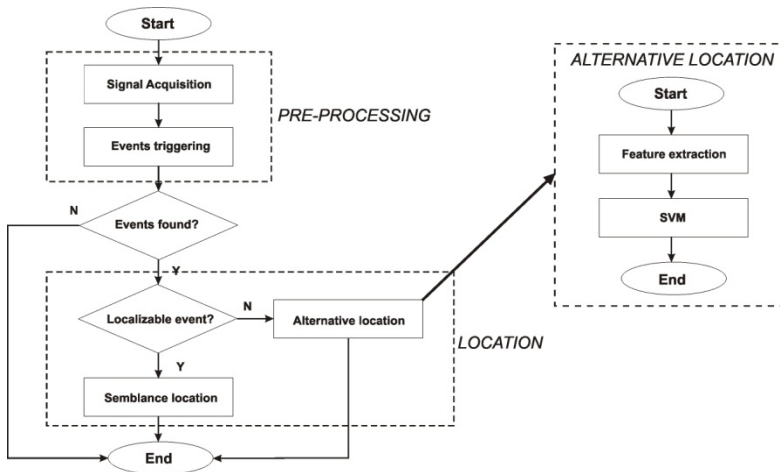 Start
Signal Acquisition
PRE-PROCESSING
Events triggering
N
Events found?
Y
Localizable event?
N
Alternative location
LOCATION
Y
Semblance location
End
ALTERNATIVE LOCATION
Start
Feature extraction
SVM
End